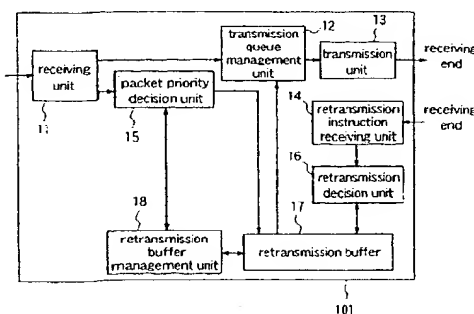 12
transmission
queue
management
unit
13
transmission
unit
receiving
end
receiving
unit
11
packet priority
decision unit
15
14
retransmission
instruction receiving
unit
receiving
end
16
retransmission
decision unit
18
retransmission
buffer
management unit
17
retransmission buffer
101